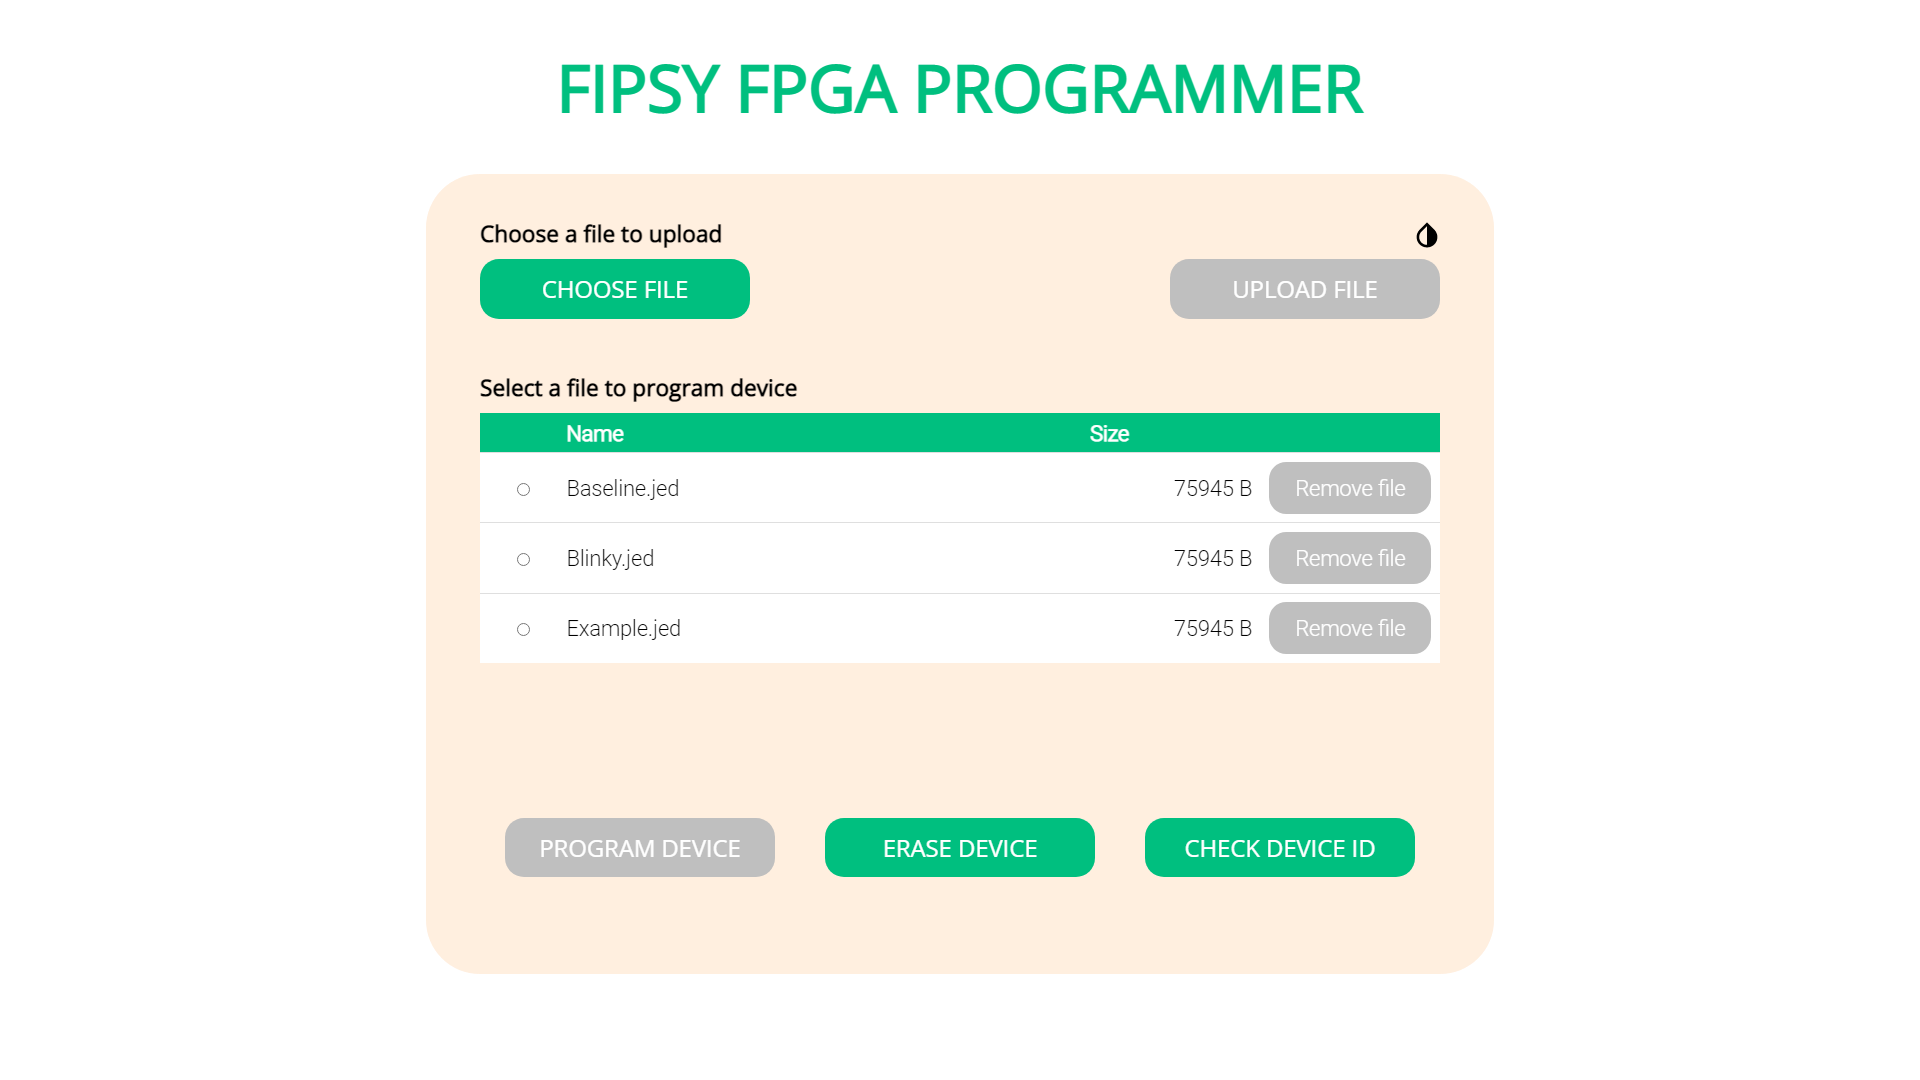 FIPSY FPGA PROGRAMMER
Choose a file to upload
CHOOSE FILE UPLOAD FILE
Select a file to program device
Name Size
Baseline.jed 75945 B Remove file
Blinky.jed 75945 B Remove file
Example.jed 75945 B Remove file
PROGRAM DEVICE ERASE DEVICE CHECK DEVICE ID